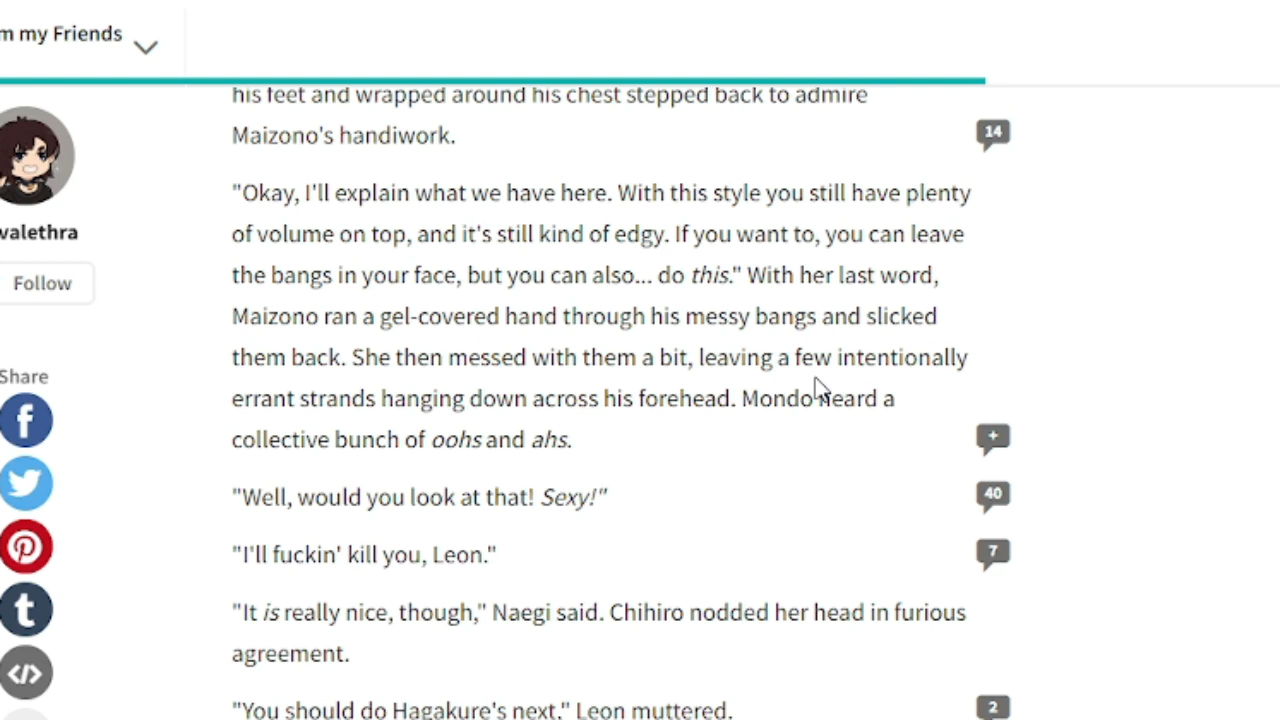 m my Friends
his feet and wrapped around his chest stepped back to admire
Maizono's handiwork.
14
"Okay, I'll explain what we have here. With this style you still have plenty
of volume on top, and it's still kind of edgy. If you want to, you can leave
the bangs in your face, but you can also... do this." With her last word,
Maizono ran a gel-covered hand through his messy bangs and slicked
them back. She then messed with them a bit, leaving a few intentionally
errant strands hanging down across his forehead. Mondo heard a
collective bunch of oohs and ahs.
+
"Well, would you look at that! Sexy!"
40
"I'll fuckin' kill you, Leon."
7
"It is really nice, though," Naegi said. Chihiro nodded her head in furious
agreement.
"You should do Hagakure's next," Leon muttered.
2
valethra
Follow
Share